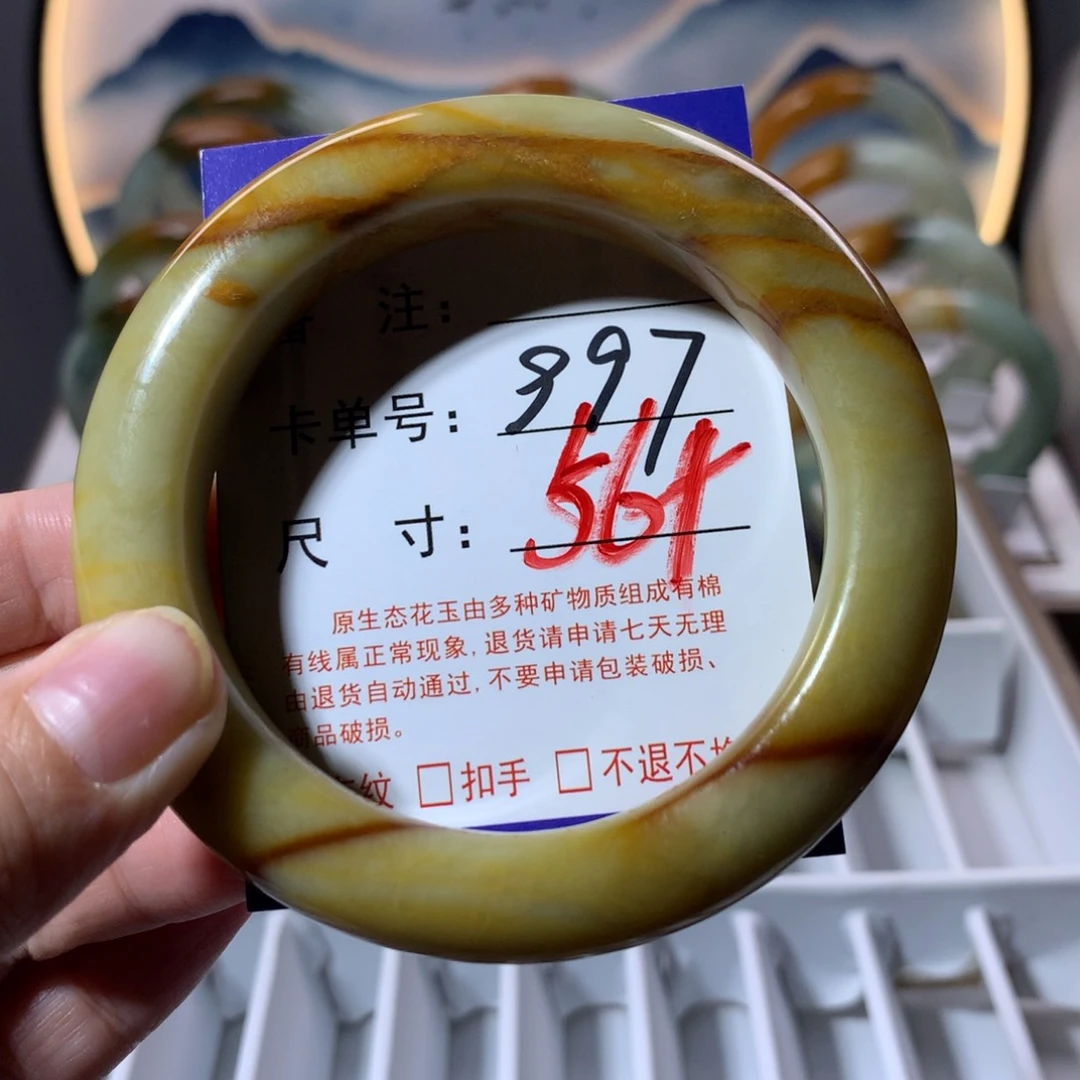 注：
卡单号：397
尺 寸：56+
原生态花玉由多种矿物质组成有棉
有线属正常现象，退货请申请七天无理
由退货自动通过，不要申请包装破损、
商品破损。
纹 □扣手 □不退不